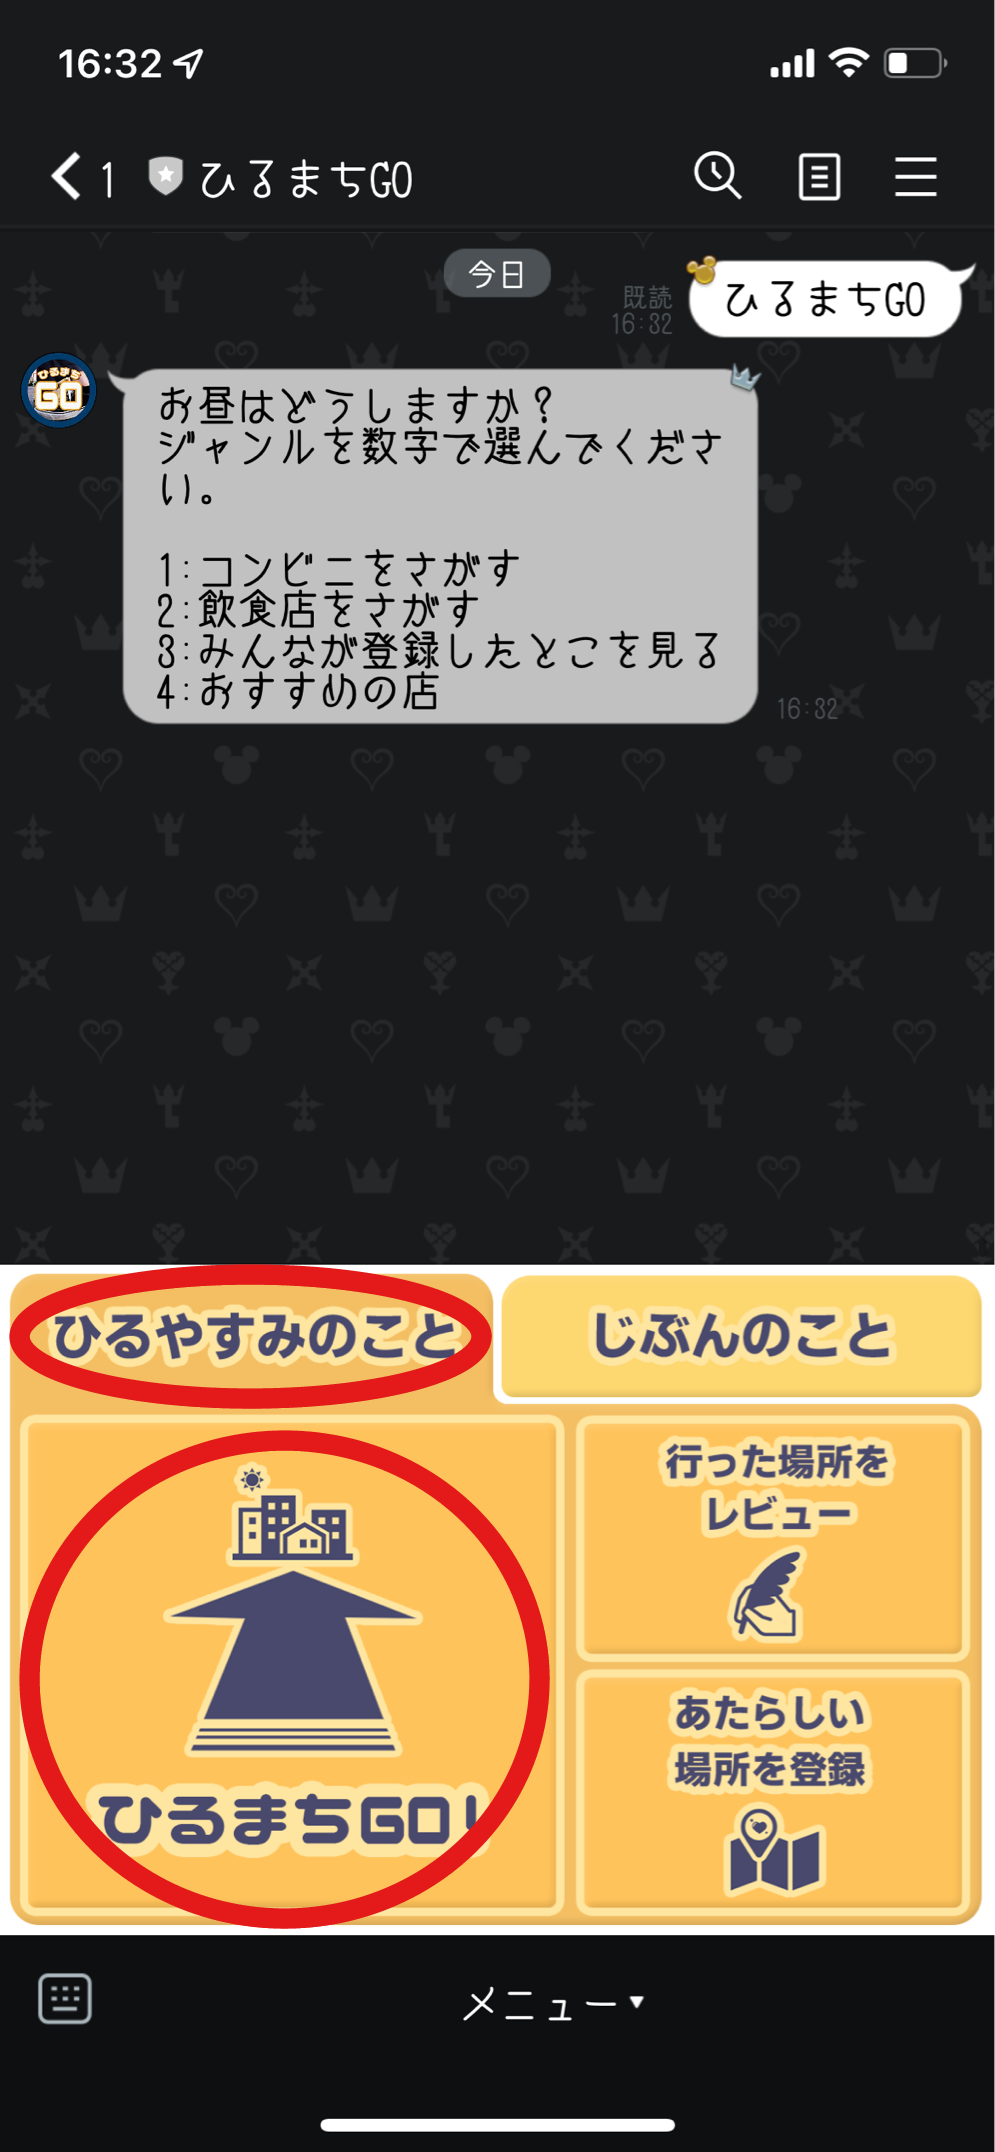 16:32
1 ひるまちGO
今日
ひるまちGO
既読
16:32
ひるまち
GO
お昼はどうしますか？
ジャンルを数字で選んでくださ
い。
1:コンビニをさがす
2:飲食店をさがす
3:みんなが登録したとこを見る
4:おすすめの店
16:32
ひるやすみのこと
じぶんのこと
ひるまちGO!
行った場所を
レビュー
あたらしい
場所を登録
メニュー▼